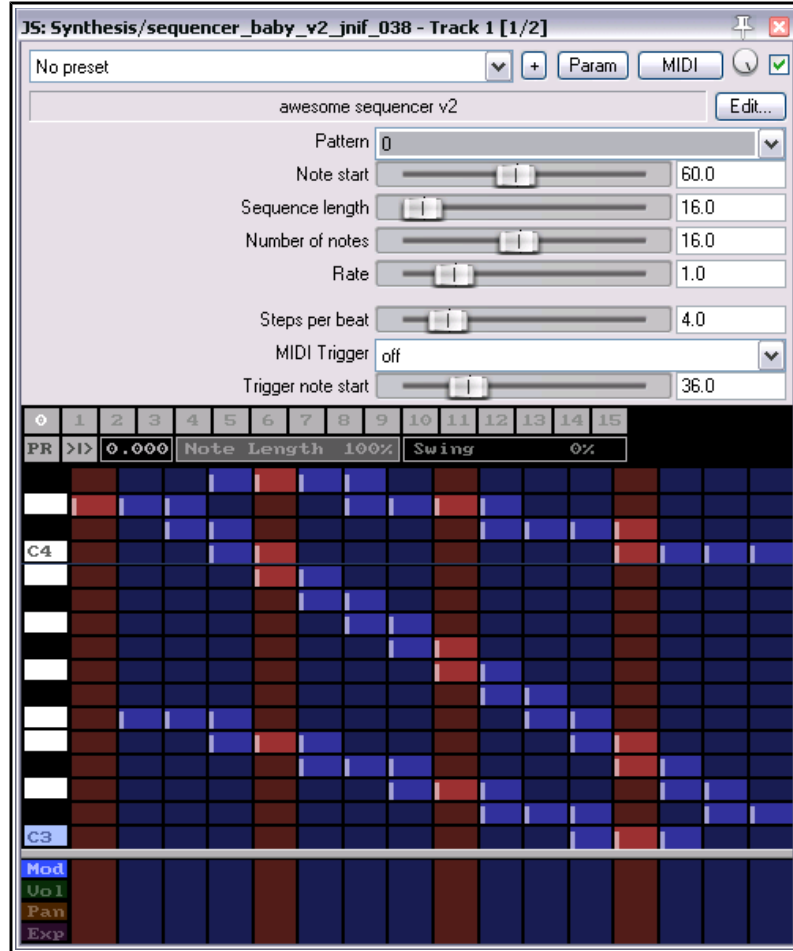 JS: Synthesis/sequencer_baby_v2_jnif_038 - Track 1 [1/2]
No preset + Param MIDI
awesome sequencer v2 Edit...
Pattern 0
Note start 60.0
Sequence length 16.0
Number of notes 16.0
Rate 1.0
Steps per beat 4.0
MIDI Trigger off
Trigger note start 36.0
0 1 2 3 4 5 6 7 8 9 10 11 12 13 14 15
PR >|> 0.000 Note Length 100% Swing 0%
C4
C3
Mod
Vol
Pan
Exp